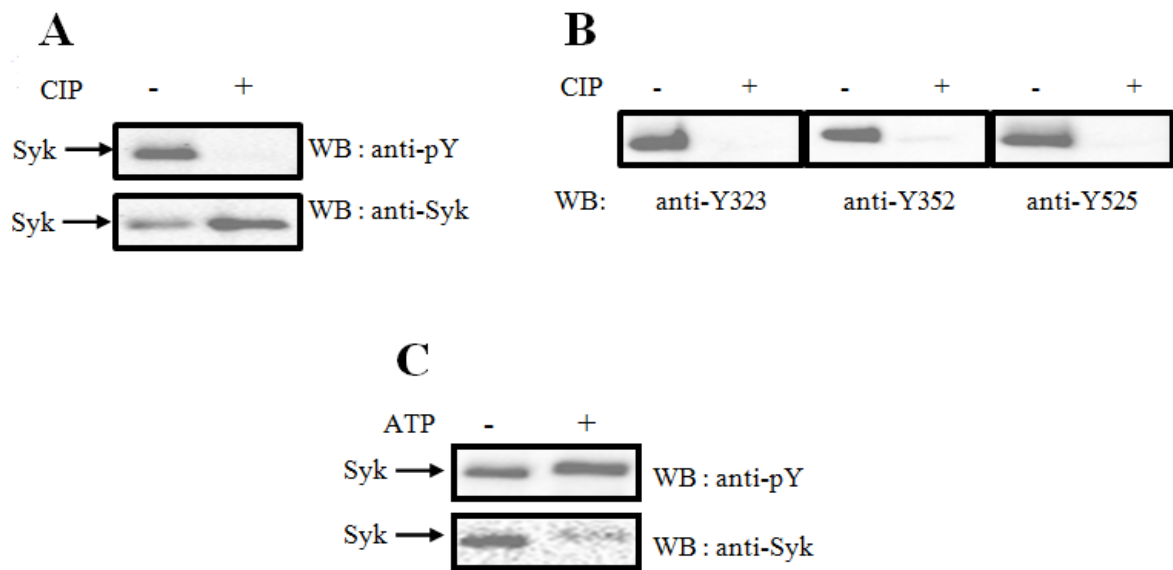 A
CIP - +
Syk WB : anti-pY
Syk WB : anti-Syk
B
CIP - + - + - +
WB: anti-Y323 anti-Y352 anti-Y525
C
ATP - +
Syk WB : anti-pY
Syk WB : anti-Syk